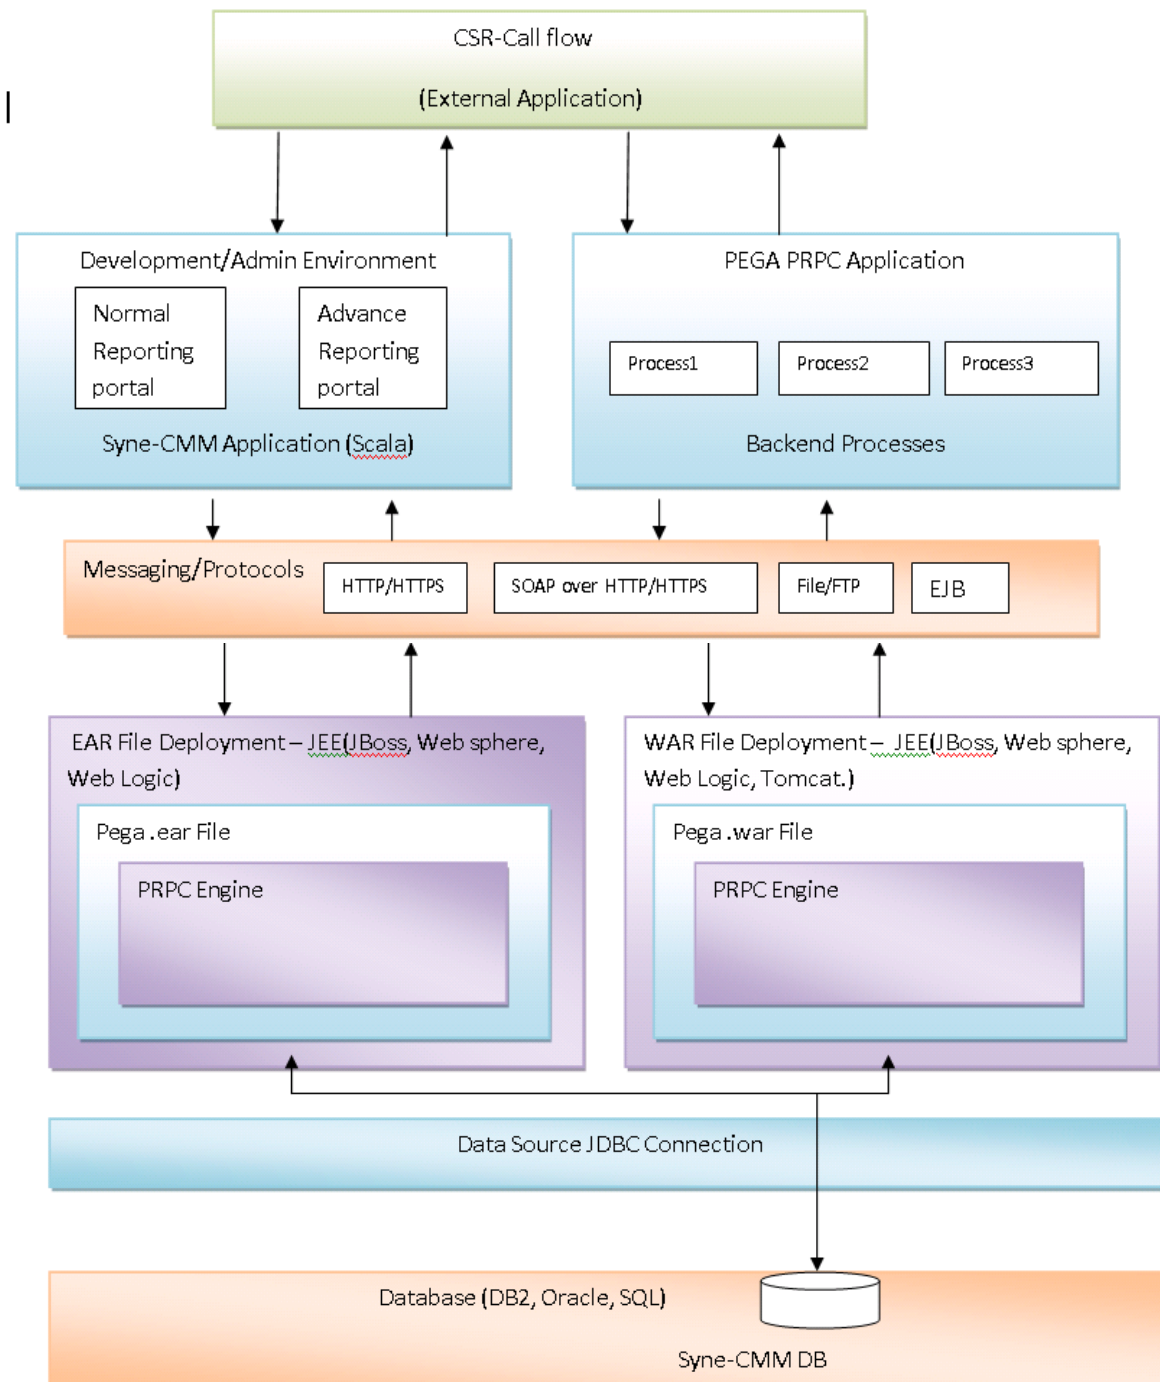 CSR-Call flow
(External Application)
Development/Admin Environment
Normal
Reporting
portal
Advance
Reporting
portal
Syne-CMM Application (Scala)
PEGA PRPC Application
Process1
Process2
Process3
Backend Processes
Messaging/Protocols
HTTP/HTTPS
SOAP over HTTP/HTTPS
File/FTP
EJB
EAR File Deployment – JEE(JBoss, Web sphere,
Web Logic)
Pega .ear File
PRPC Engine
WAR File Deployment – JEE(JBoss, Web sphere,
Web Logic, Tomcat.)
Pega .war File
PRPC Engine
Data Source JDBC Connection
Database (DB2, Oracle, SQL)
Syne-CMM DB